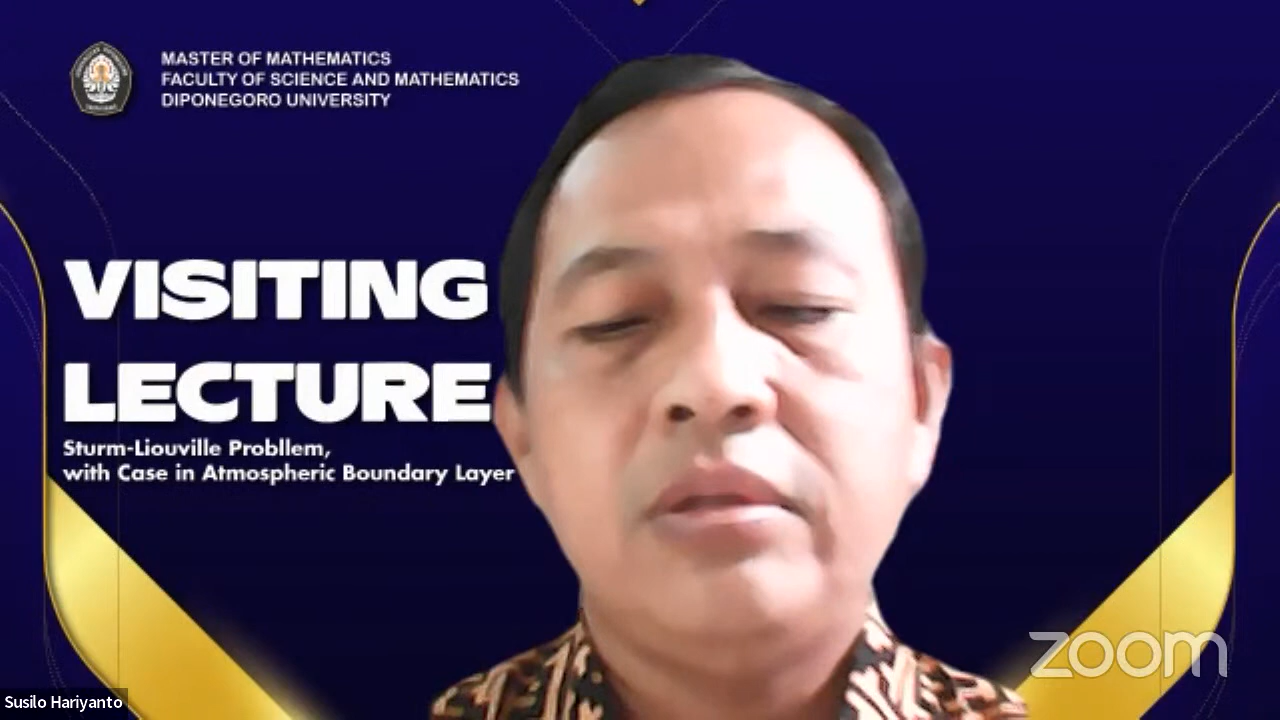 MASTER OF MATHEMATICS
FACULTY OF SCIENCE AND MATHEMATICS
DIPONEGORO UNIVERSITY
VISITING
LECTURE
Sturm-Liouville Probllem,
with Case in Atmospheric Boundary Layer
zoom
Susilo Hariyanto